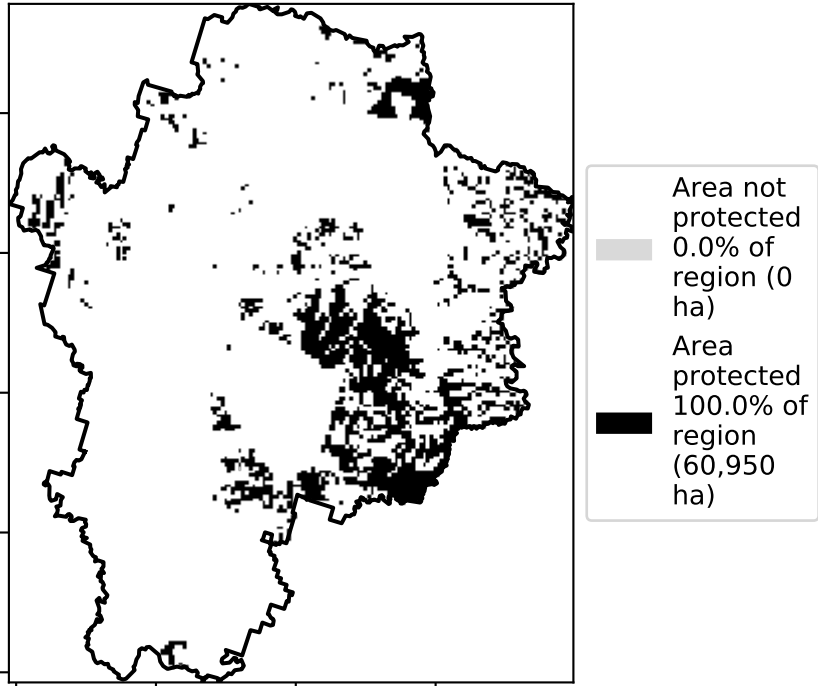 Area not
protected
0.0% of
region (0
ha)
Area
protected
100.0% of
region
(60,950
ha)